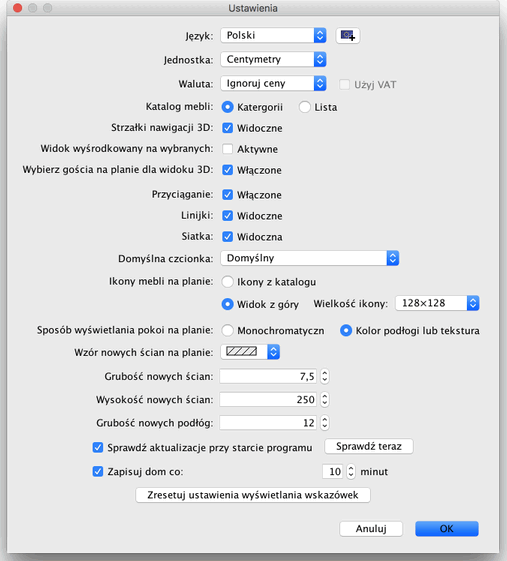 Ustawienia
Język: Polski
Jednostka: Centymetry
Waluta: Ignoruj ceny Użyj VAT
Katalog mebli: Katergorii Lista
Strzałki nawigacji 3D: Widoczne
Widok wyśrodkowany na wybranych: Aktywne
Wybierz gościa na planie dla widoku 3D: Włączone
Przyciąganie: Włączone
Linijki: Widoczne
Siatka: Widoczna
Domyślna czcionka: Domyślny
Ikony mebli na planie: Ikony z katalogu
Widok z góry Wielkość ikony: 128×128
Sposób wyświetlania pokoi na planie: Monochromatyczn Kolor podłogi lub tekstura
Wzór nowych ścian na planie:
Grubość nowych ścian: 7,5
Wysokość nowych ścian: 250
Grubość nowych podłóg: 12
Sprawdź aktualizacje przy starcie programu Sprawdź teraz
Zapisuj dom co: 10 minut
Zresetuj ustawienia wyświetlania wskazówek
Anuluj OK